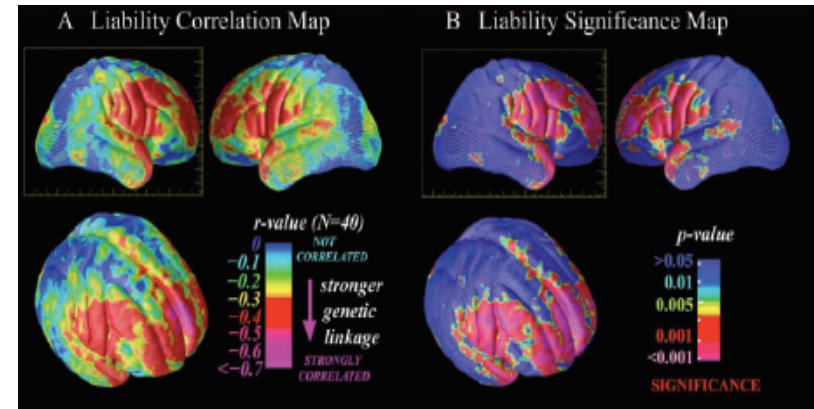 A Liability Correlation Map
B Liability Significance Map
r-value (N=40)
0
NOT
CORRELATED
−0.1
−0.2
−0.3
−0.4
−0.5
−0.6
<−0.7
stronger
genetic
linkage
STRONGLY
CORRELATED
p-value
>0.05
0.01
0.005
0.001
<0.001
SIGNIFICANCE